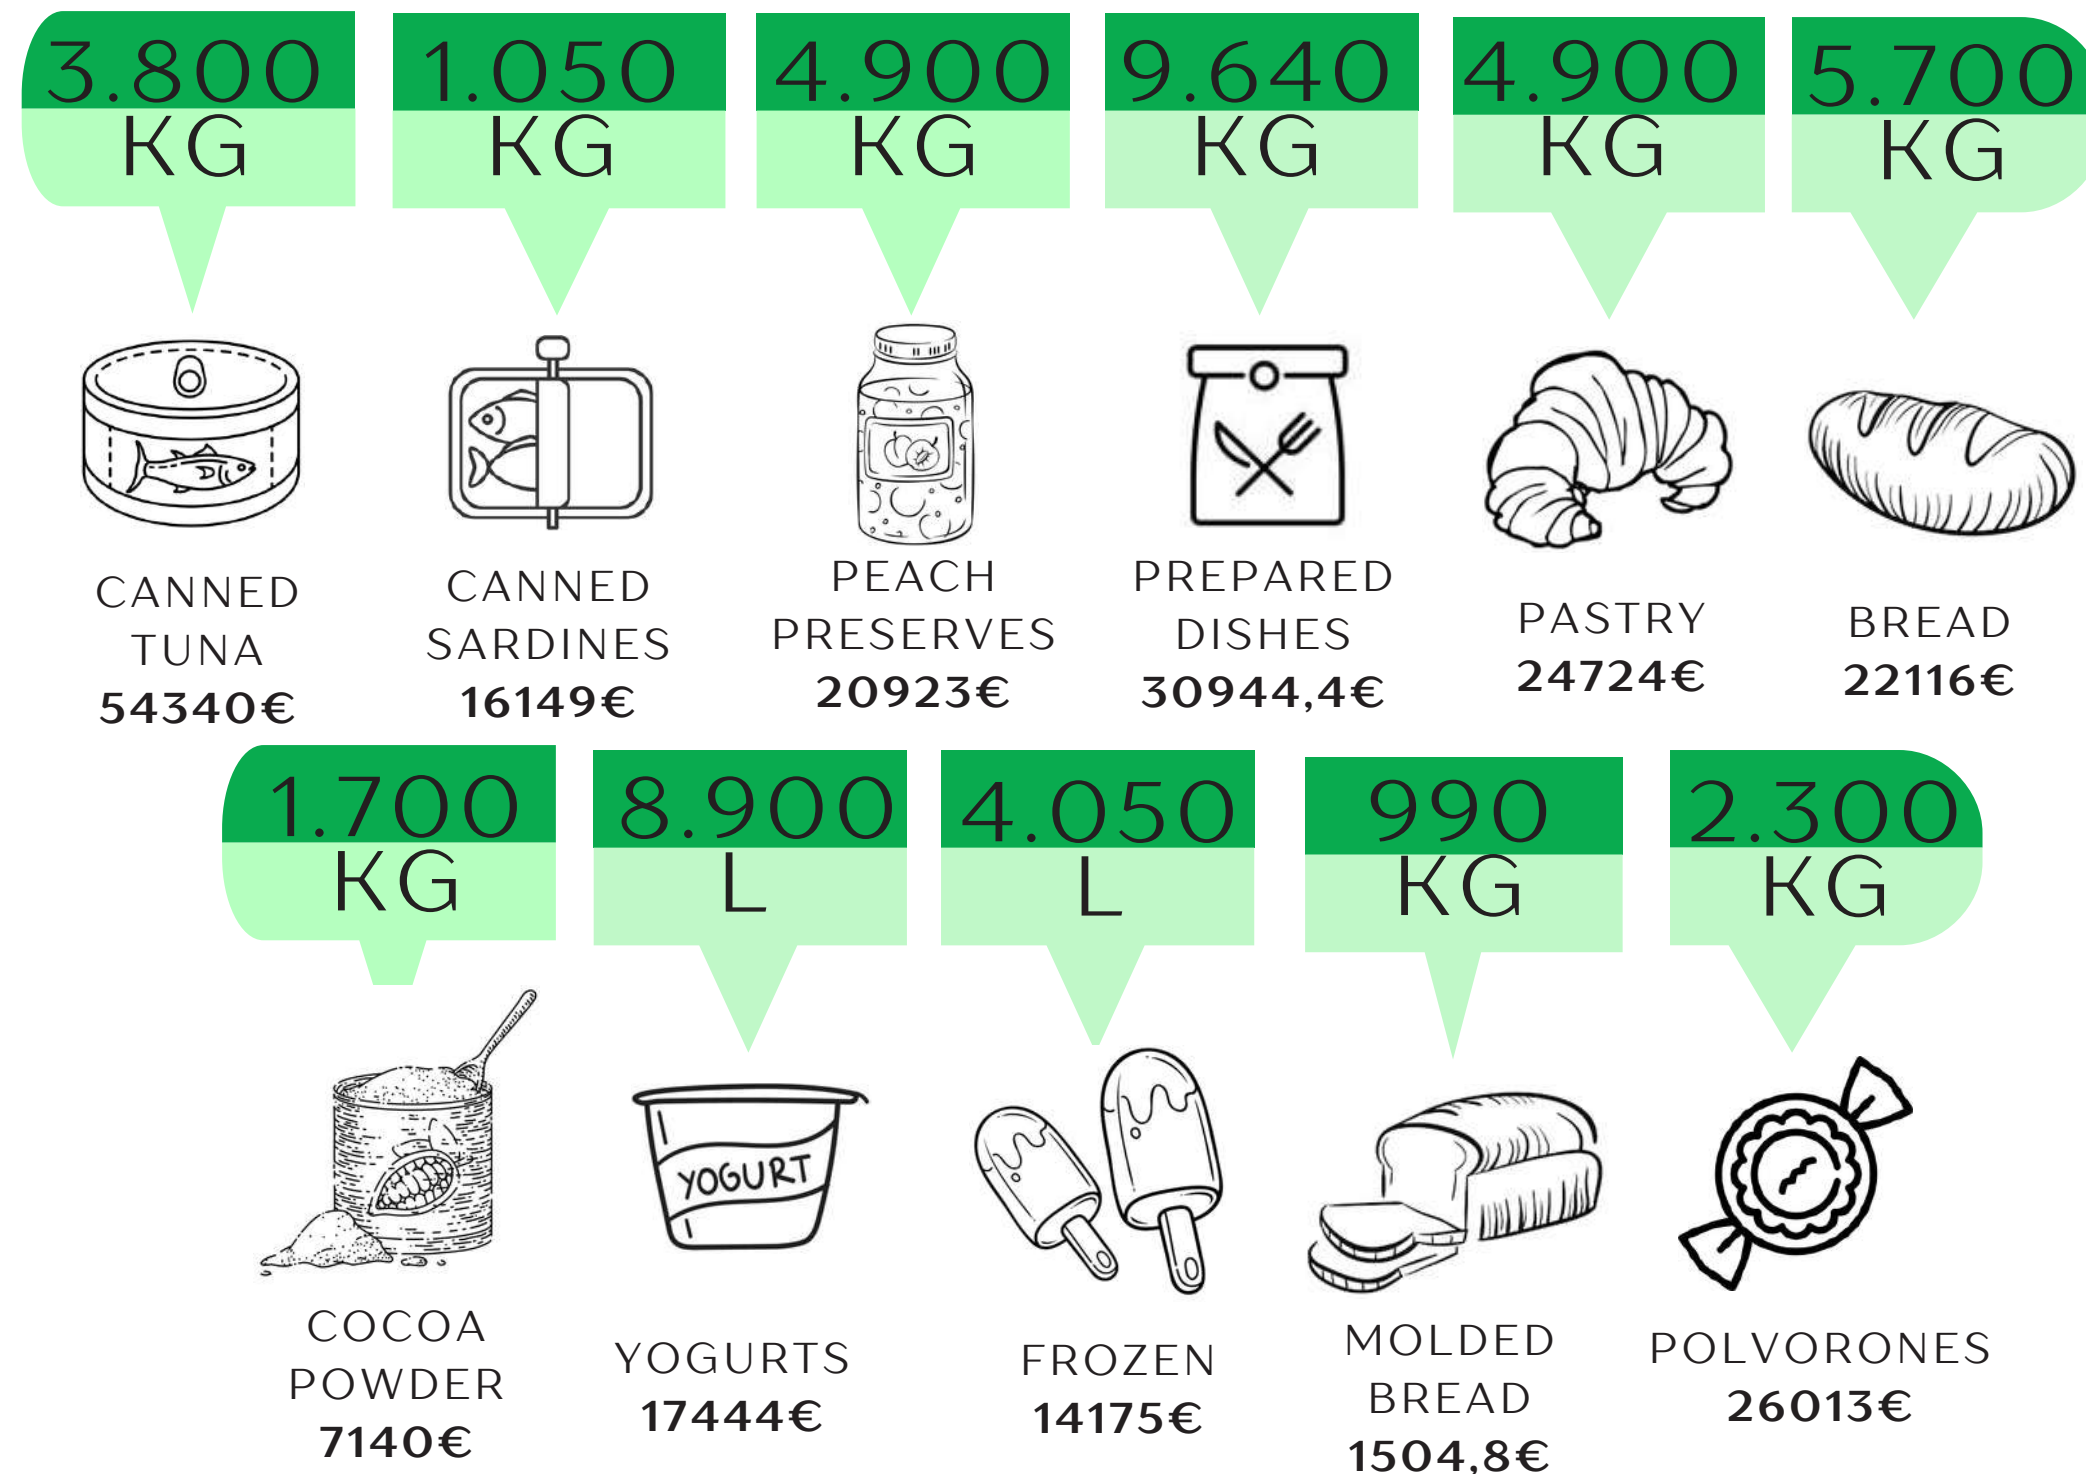 3.800
KG
1.050
KG
4.900
KG
9.640
KG
4.900
KG
5.700
KG
CANNED
TUNA
54340€
CANNED
SARDINES
16149€
PEACH
PRESERVES
20923€
PREPARED
DISHES
30944,4€
PASTRY
24724€
BREAD
22116€
1.700
KG
8.900
L
4.050
L
990
KG
2.300
KG
YOGURT
COCOA
POWDER
7140€
YOGURTS
17444€
FROZEN
14175€
MOLDED
BREAD
1504,8€
POLVORONES
26013€